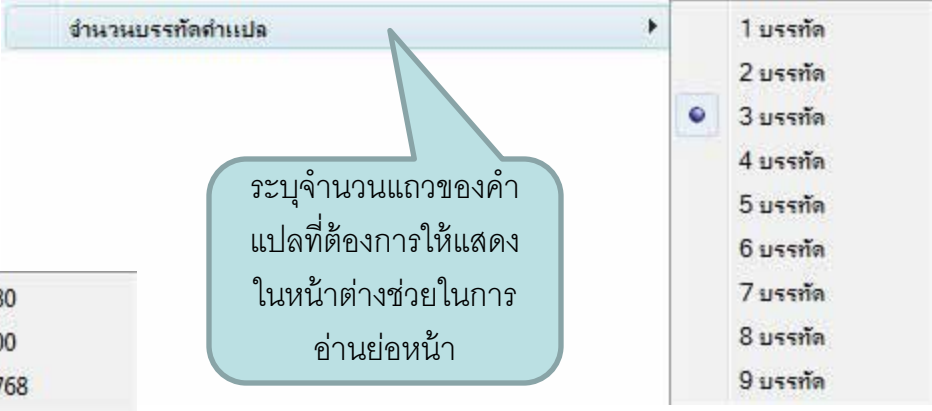 จำนวนบรรทัดคำแปล
1 บรรทัด
2 บรรทัด
3 บรรทัด
4 บรรทัด
5 บรรทัด
6 บรรทัด
7 บรรทัด
8 บรรทัด
9 บรรทัด
ระบุจำนวนแถวของคำ
แปลที่ต้องการให้แสดง
ในหน้าต่างช่วยในการ
อ่านย่อหน้า
768